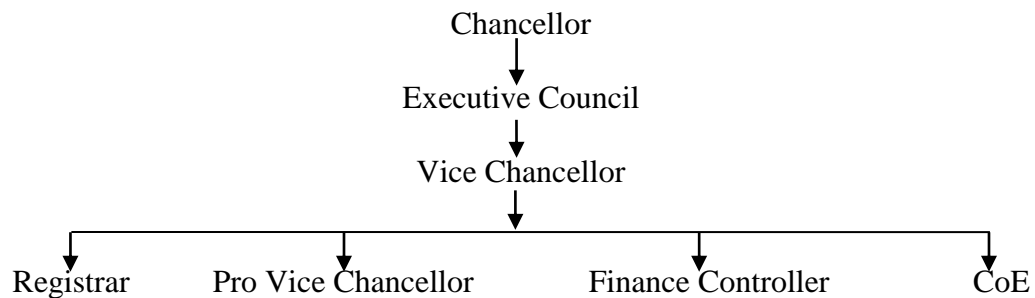 Chancellor
Executive Council
Vice Chancellor
Registrar Pro Vice Chancellor Finance Controller CoE